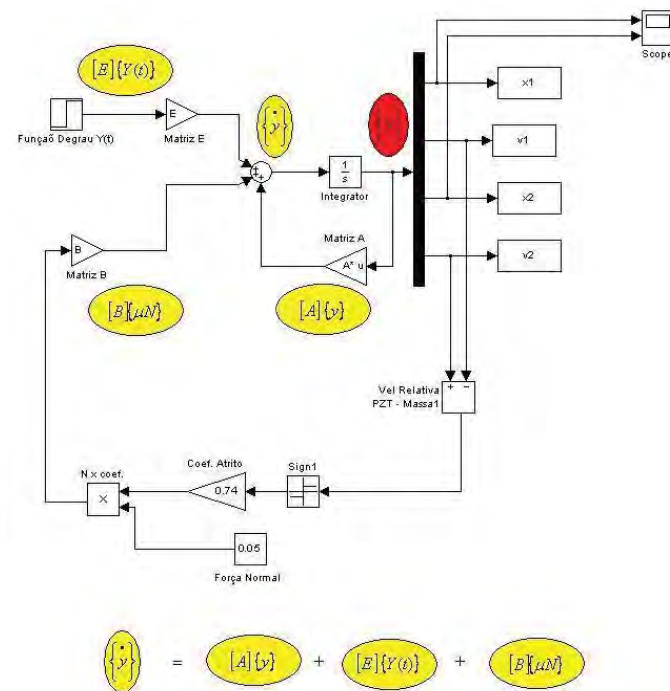 Scope
[E]{Y(t)}
x1
E
Função Degrau Y(t)
Matriz E
{ẏ}
v1
1
s
Integrator
x2
Matriz A
B
A* u
v2
Matriz B
[B]{μN}
[A]{y}
Vel Relativa
PZT - Massa1
+ −
N x coef.
Coef. Atrito
Sign1
×
0.74
0.05
Força Normal
{ẏ} = [A]{y} + [E]{Y(t)} + [B]{μN}